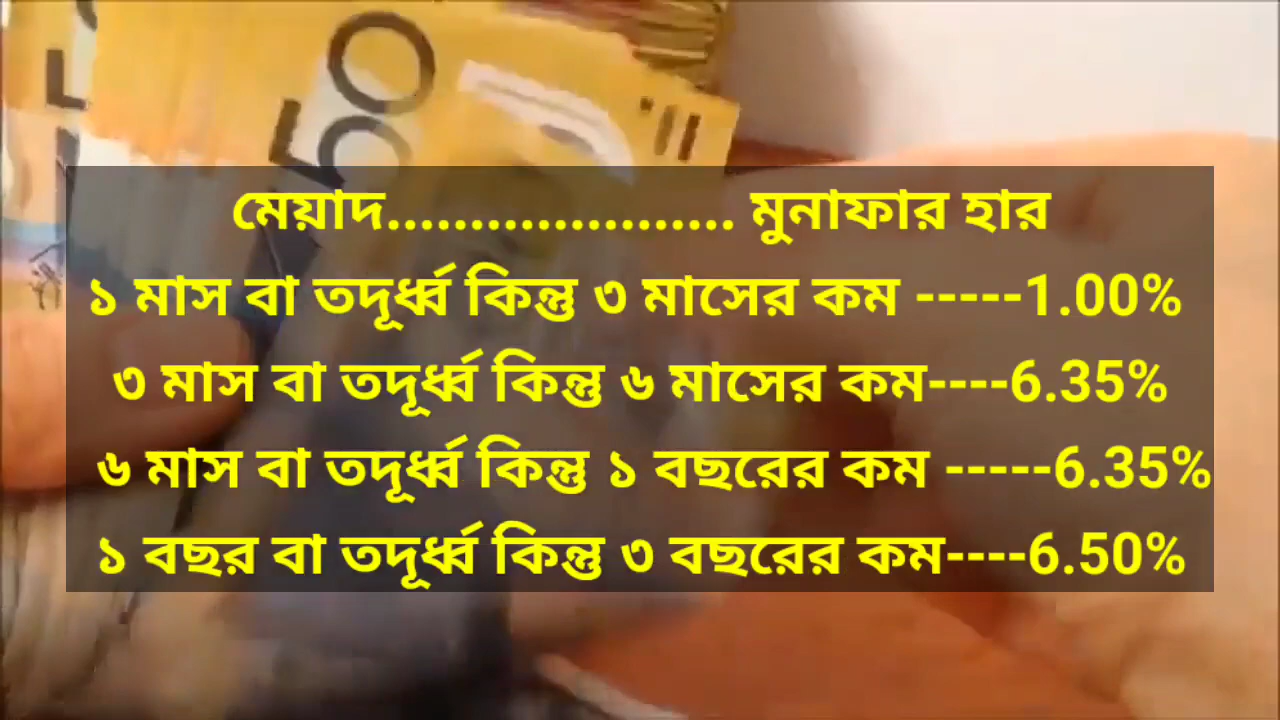 50
মেয়াদ..................... মুনাফার হার
১ মাস বা তদূর্ধ্ব কিন্তু ৩ মাসের কম -----1.00%
৩ মাস বা তদূর্ধ্ব কিন্তু ৬ মাসের কম----6.35%
৬ মাস বা তদূর্ধ্ব কিন্তু ১ বছরের কম -----6.35%
১ বছর বা তদূর্ধ্ব কিন্তু ৩ বছরের কম----6.50%